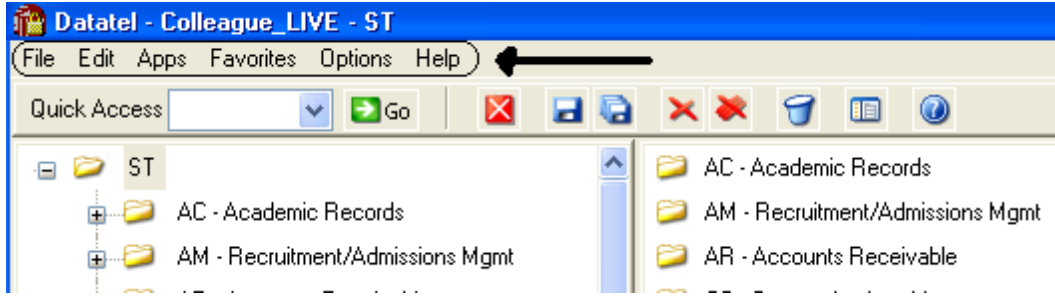 Datatel - Colleague_LIVE - ST
File Edit Apps Favorites Options Help
Quick Access Go
ST
AC - Academic Records
AM - Recruitment/Admissions Mgmt
AC - Academic Records
AM - Recruitment/Admissions Mgmt
AR - Accounts Receivable